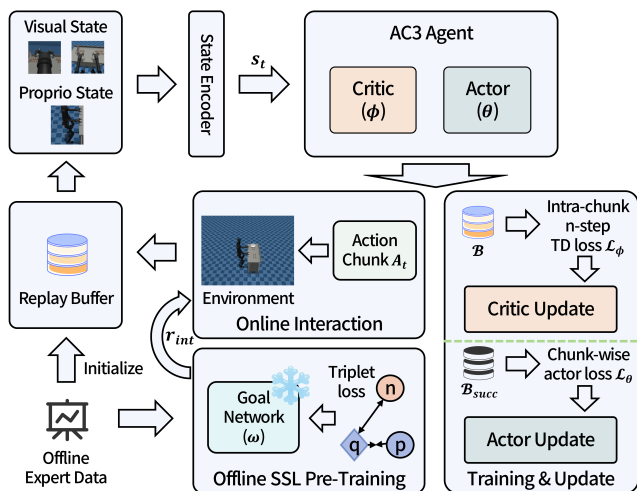 Visual State
Proprio State
State Encoder
s_t
AC3 Agent
Critic
(ϕ)
Actor
(θ)
Replay Buffer
Initialize
Offline
Expert Data
Environment
Action
Chunk A_t
Online Interaction
r_int
Goal
Network
(ω)
Triplet
loss
n
q
p
Offline SSL Pre-Training
ℬ
Intra-chunk
n-step
TD loss ℒ_ϕ
Critic Update
ℬ_succ
Chunk-wise
actor loss ℒ_θ
Actor Update
Training & Update